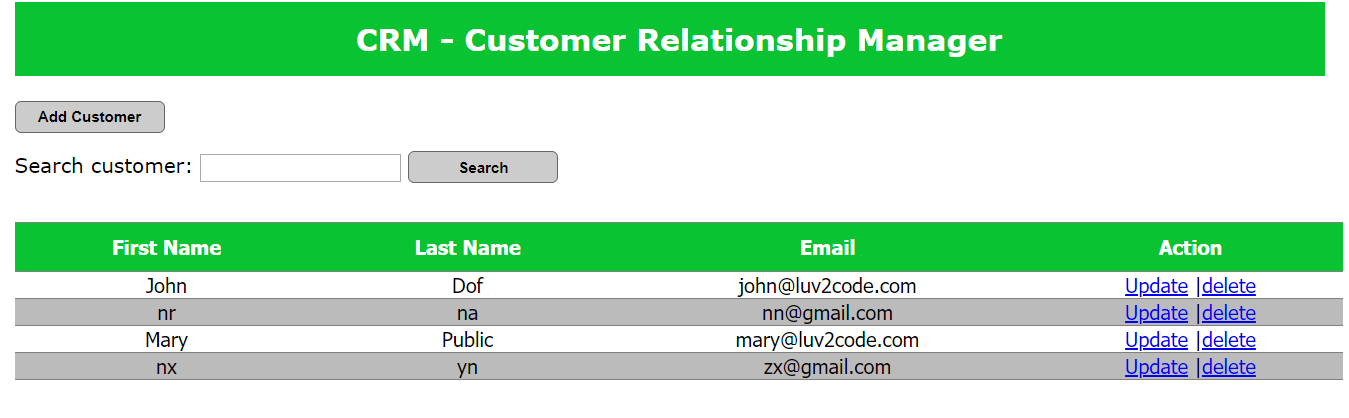 CRM - Customer Relationship Manager
Add Customer
Search customer: Search
First Name Last Name Email Action
John Dof john@luv2code.com Update |delete
nr na nn@gmail.com Update |delete
Mary Public mary@luv2code.com Update |delete
nx yn zx@gmail.com Update |delete